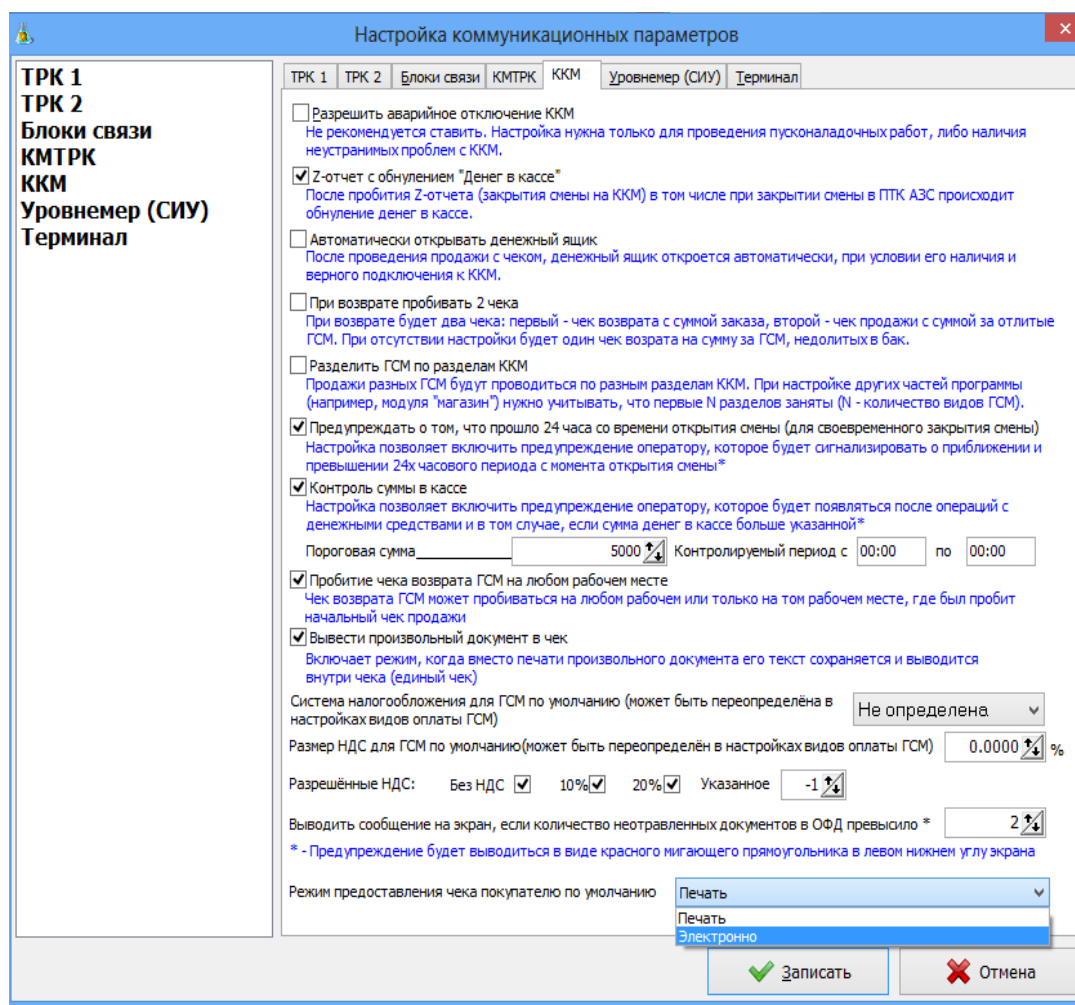 Настройка коммуникационных параметров
ТРК 1
ТРК 2
Блоки связи
КМТРК
ККМ
Уровнемер (СИУ)
Терминал
ТРК 1 ТРК 2 Блоки связи КМТРК ККМ Уровнемер (СИУ) Терминал
Разрешить аварийное отключение ККМ
Не рекомендуется ставить. Настройка нужна только для проведения пусконаладочных работ, либо наличия
неустранимых проблем с ККМ.
Z-отчет с обнулением "Денег в кассе"
После пробития Z-отчета (закрытия смены на ККМ) в том числе при закрытии смены в ПТК АЗС происходит
обнуление денег в кассе.
Автоматически открывать денежный ящик
После проведения продажи с чеком, денежный ящик откроется автоматически, при условии его наличия и
верного подключения к ККМ.
При возврате пробивать 2 чека
При возврате будет два чека: первый - чек возврата с суммой заказа, второй - чек продажи с суммой за отлитые
ГСМ. При отсутствии настройки будет один чек возрата на сумму за ГСМ, недолитых в бак.
Разделить ГСМ по разделам ККМ
Продажи разных ГСМ будут проводиться по разным разделам ККМ. При настройке других частей программы
(например, модуля "магазин") нужно учитывать, что первые N разделов заняты (N - количество видов ГСМ).
Предупреждать о том, что прошло 24 часа со времени открытия смены (для своевременного закрытия смены)
Настройка позволяет включить предупреждение оператору, которое будет сигнализировать о приближении и
превышении 24х часового периода с момента открытия смены*
Контроль суммы в кассе
Настройка позволяет включить предупреждение оператору, которое будет появляться после операций с
денежными средствами и в том случае, если сумма денег в кассе больше указанной*
Пороговая сумма 5000 Контролируемый период с 00:00 по 00:00
Пробитие чека возврата ГСМ на любом рабочем месте
Чек возврата ГСМ может пробиваться на любом рабочем или только на том рабочем месте, где был пробит
начальный чек продажи
Вывести произвольный документ в чек
Включает режим, когда вместо печати произвольного документа его текст сохраняется и выводится
внутри чека (единый чек)
Система налогообложения для ГСМ по умолчанию (может быть переопределёна в
настройках видов оплаты ГСМ)
Не определена
Размер НДС для ГСМ по умолчанию(может быть переопределён в настройках видов оплаты ГСМ) 0.0000 %
Разрешённые НДС: Без НДС 10% 20% Указанное -1
Выводить сообщение на экран, если количество неотравленных документов в ОФД превысило * 2
* - Предупреждение будет выводиться в виде красного мигающего прямоугольника в левом нижнем углу экрана
Режим предоставления чека покупателю по умолчанию Печать
Печать
Электронно
Записать Отмена